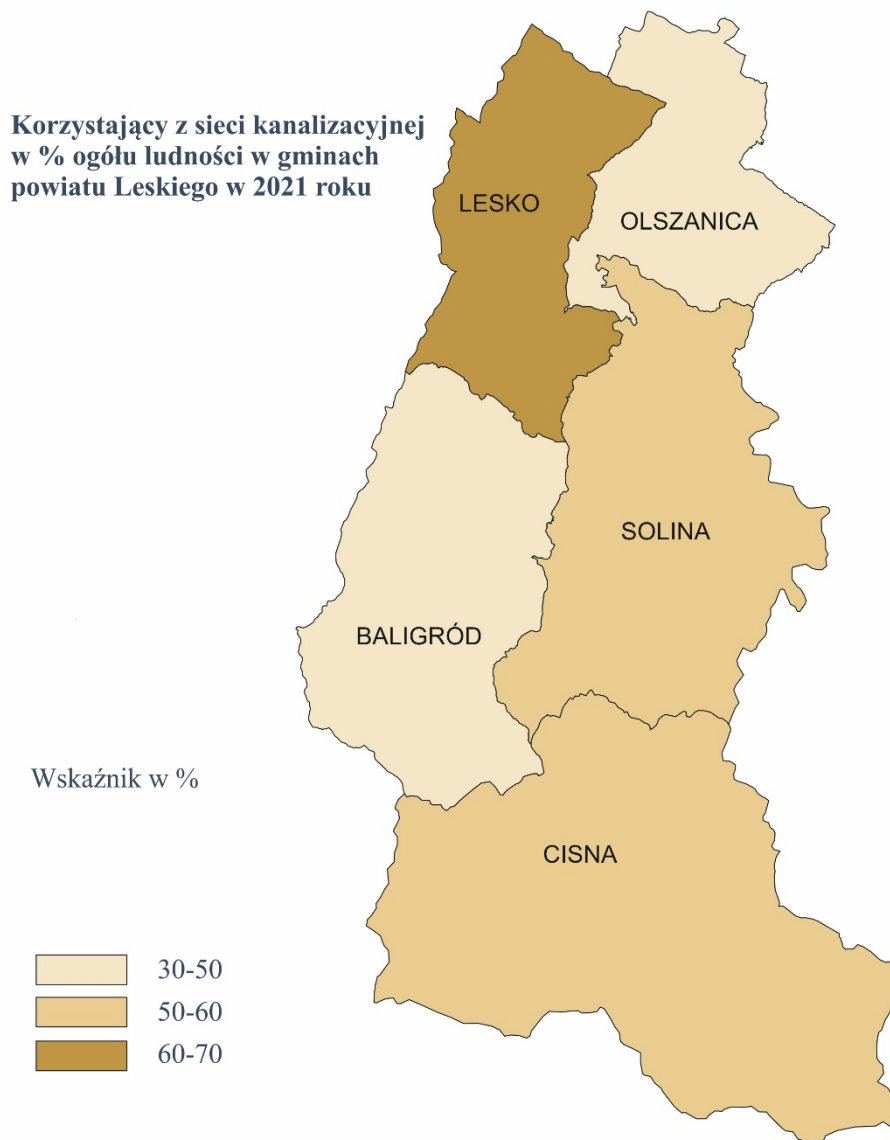 Korzystający z sieci kanalizacyjnej
w % ogółu ludności w gminach
powiatu Leskiego w 2021 roku
LESKO
OLSZANICA
SOLINA
BALIGRÓD
Wskaźnik w %
CISNA
30-50
50-60
60-70